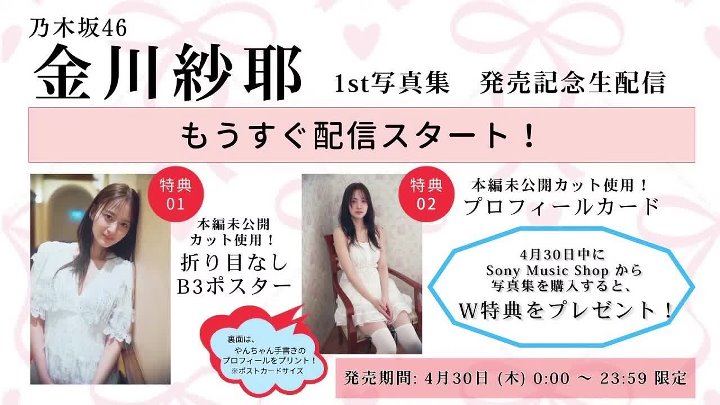 乃木坂46
金川紗耶 1st写真集 発売記念生配信
もうすぐ配信スタート！
特典
01
本編未公開
カット使用！
折り目なし
B3ポスター
特典
02
本編未公開カット使用！
プロフィールカード
裏面は、
やんちゃん手書きの
プロフィールをプリント！
※ポストカードサイズ
4月30日中に
Sony Music Shop から
写真集を購入すると、
W特典をプレゼント！
発売期間: 4月30日 (木) 0:00 〜 23:59 限定